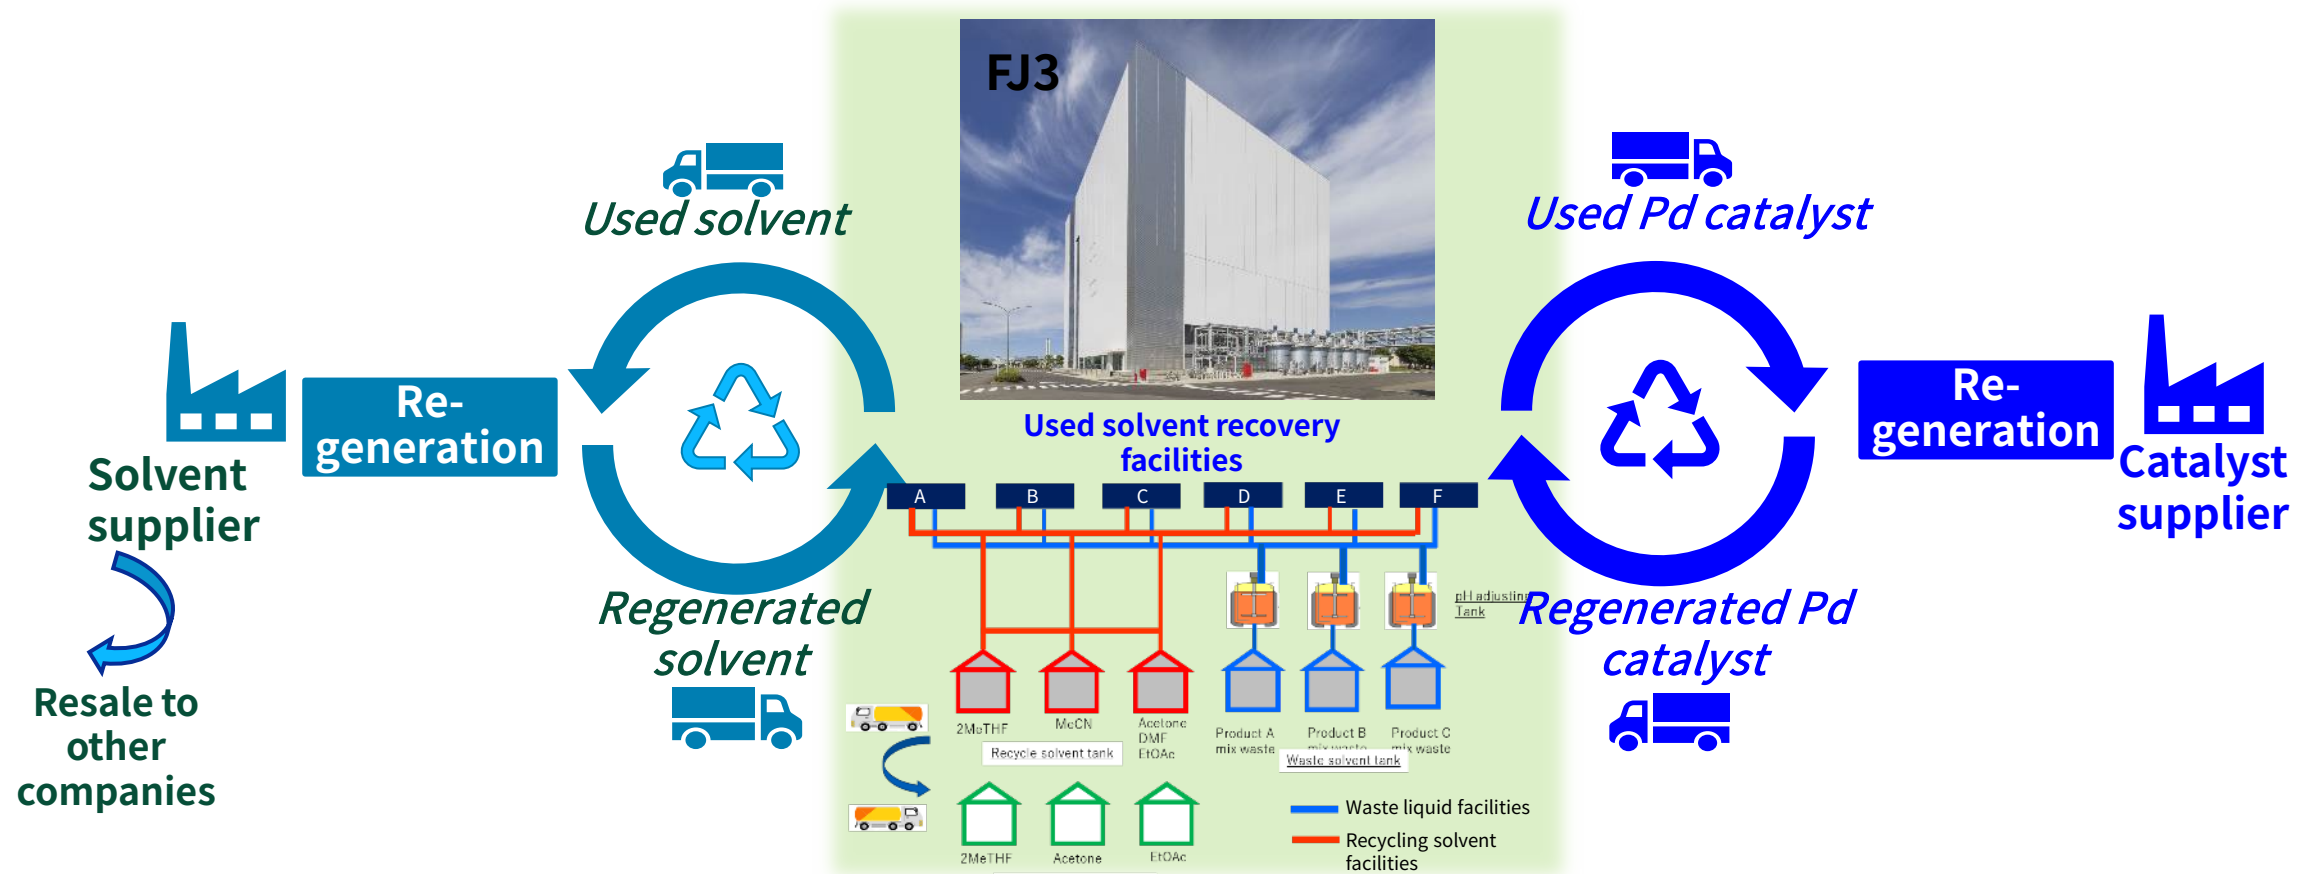 FJ3
Used solvent
Used Pd catalyst
Re-
generation
Solvent
supplier
Regenerated
solvent
Resale to
other
companies
Used solvent recovery
facilities
A B C D E F
pH adjusting
Tank
2MeTHF
MeCN
Acetone
DMF
EtOAc
Recycle solvent tank
Product A
mix waste
Product B
mix waste
Product C
mix waste
Waste solvent tank
2MeTHF
Acetone
EtOAc
Waste liquid facilities
Recycling solvent
facilities
Re-
generation
Catalyst
supplier
Regenerated Pd
catalyst